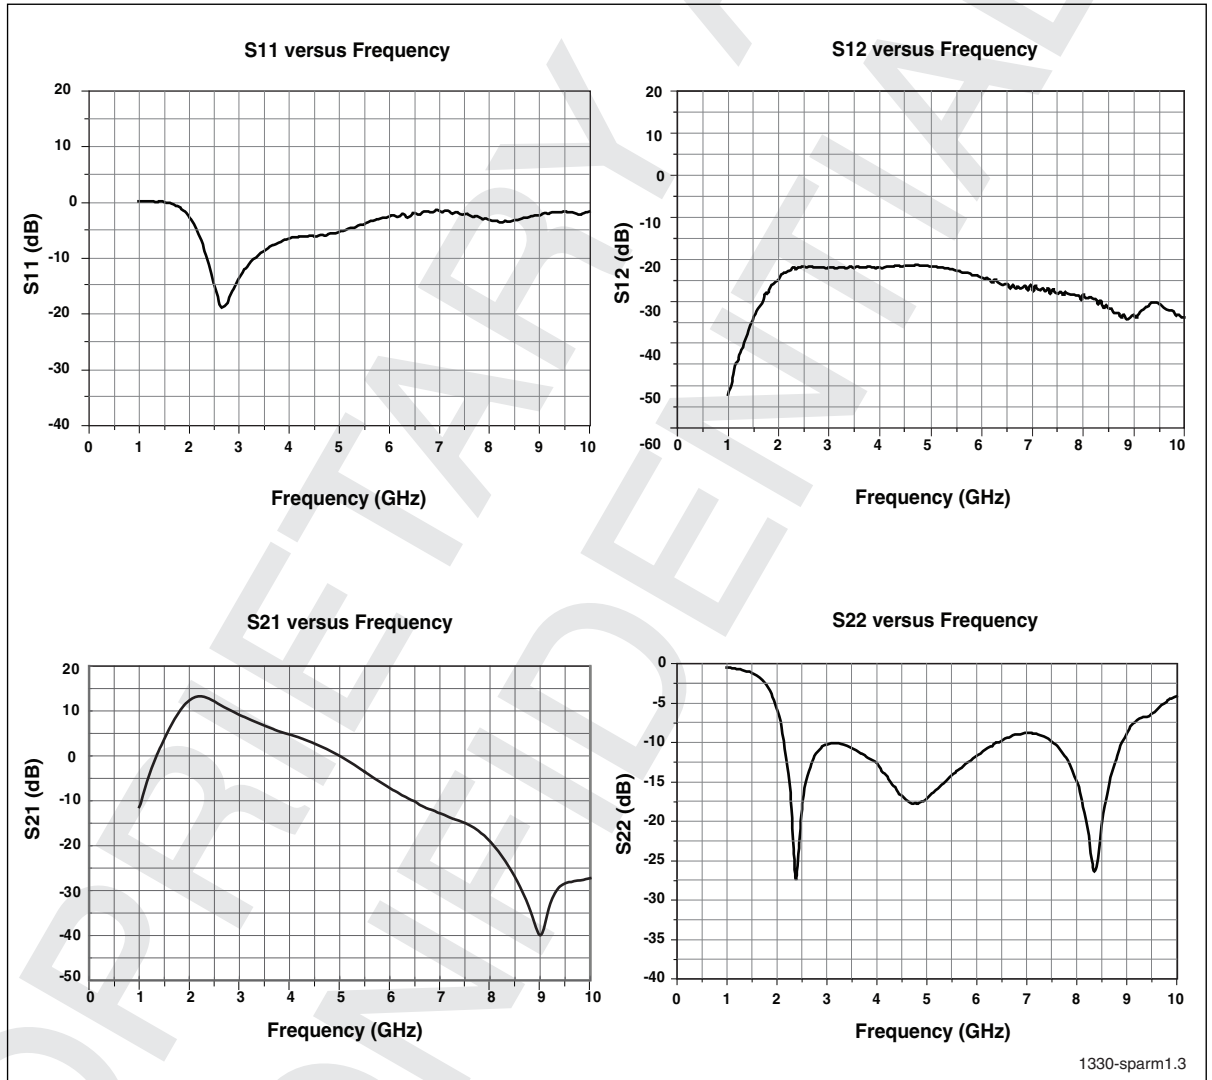 S11 versus Frequency
20
10
0
-10
-20
-30
-40
S11 (dB)
0 1 2 3 4 5 6 7 8 9 10
Frequency (GHz)
S12 versus Frequency
20
10
0
-10
-20
-30
-40
-50
-60
S12 (dB)
0 1 2 3 4 5 6 7 8 9 10
Frequency (GHz)
S21 versus Frequency
20
10
0
-10
-20
-30
-40
-50
S21 (dB)
0 1 2 3 4 5 6 7 8 9 10
Frequency (GHz)
S22 versus Frequency
0
-5
-10
-15
-20
-25
-30
-35
-40
S22 (dB)
0 1 2 3 4 5 6 7 8 9 10
Frequency (GHz)
1330-sparm1.3